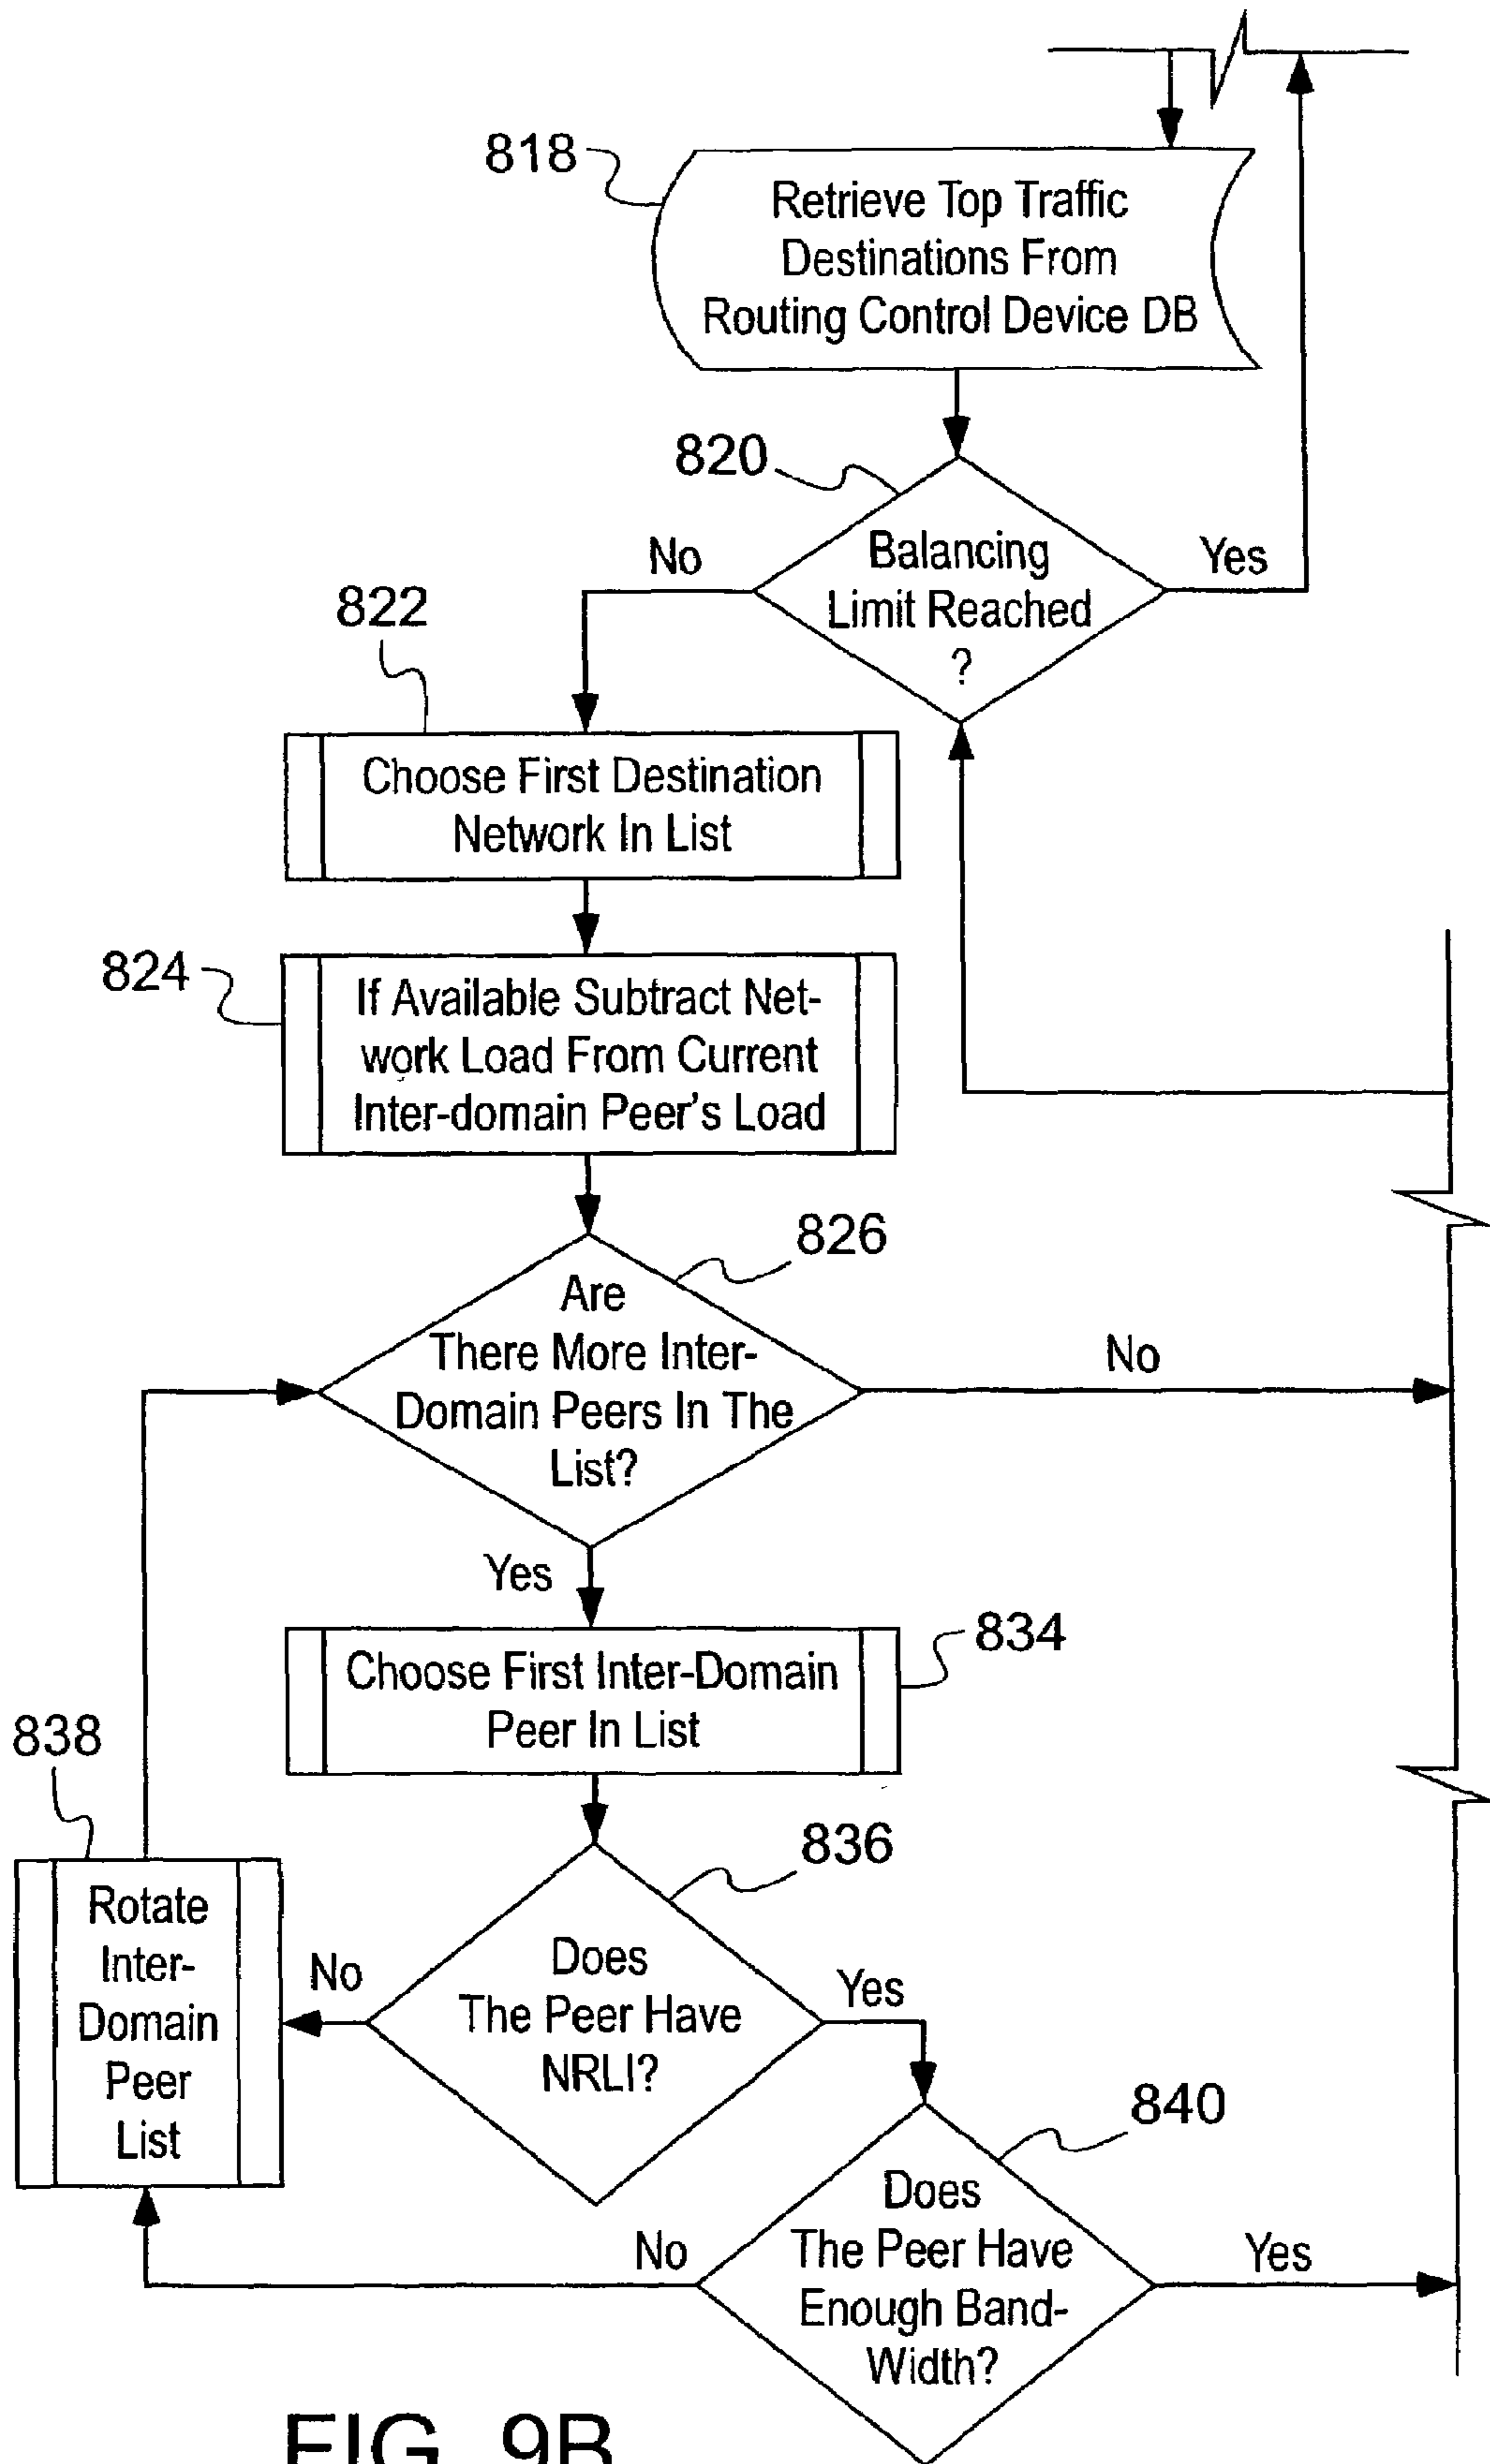 818
Retrieve Top Traffic
Destinations From
Routing Control Device DB
820
Balancing
Limit Reached
?
No
Yes
822
Choose First Destination
Network In List
824
If Available Subtract Net-
work Load From Current
Inter-domain Peer's Load
826
Are
There More Inter-
Domain Peers In The
List?
No
Yes
834
Choose First Inter-Domain
Peer In List
838
Rotate
Inter-
Domain
Peer
List
836
Does
The Peer Have
NRLI?
No
Yes
840
Does
The Peer Have
Enough Band-
Width?
No
Yes
FIG. 9B